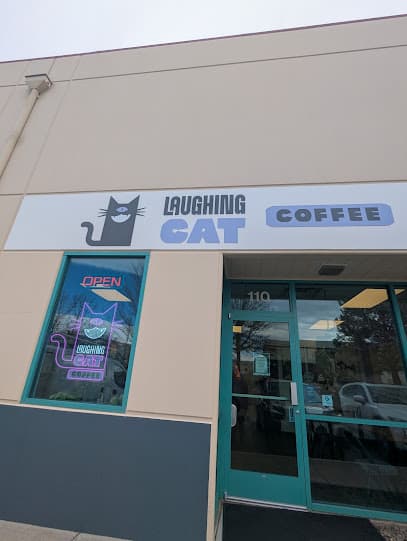 LAUGHING
CAT
COFFEE
OPEN
LAUGHING
CAT
COFFEE
110